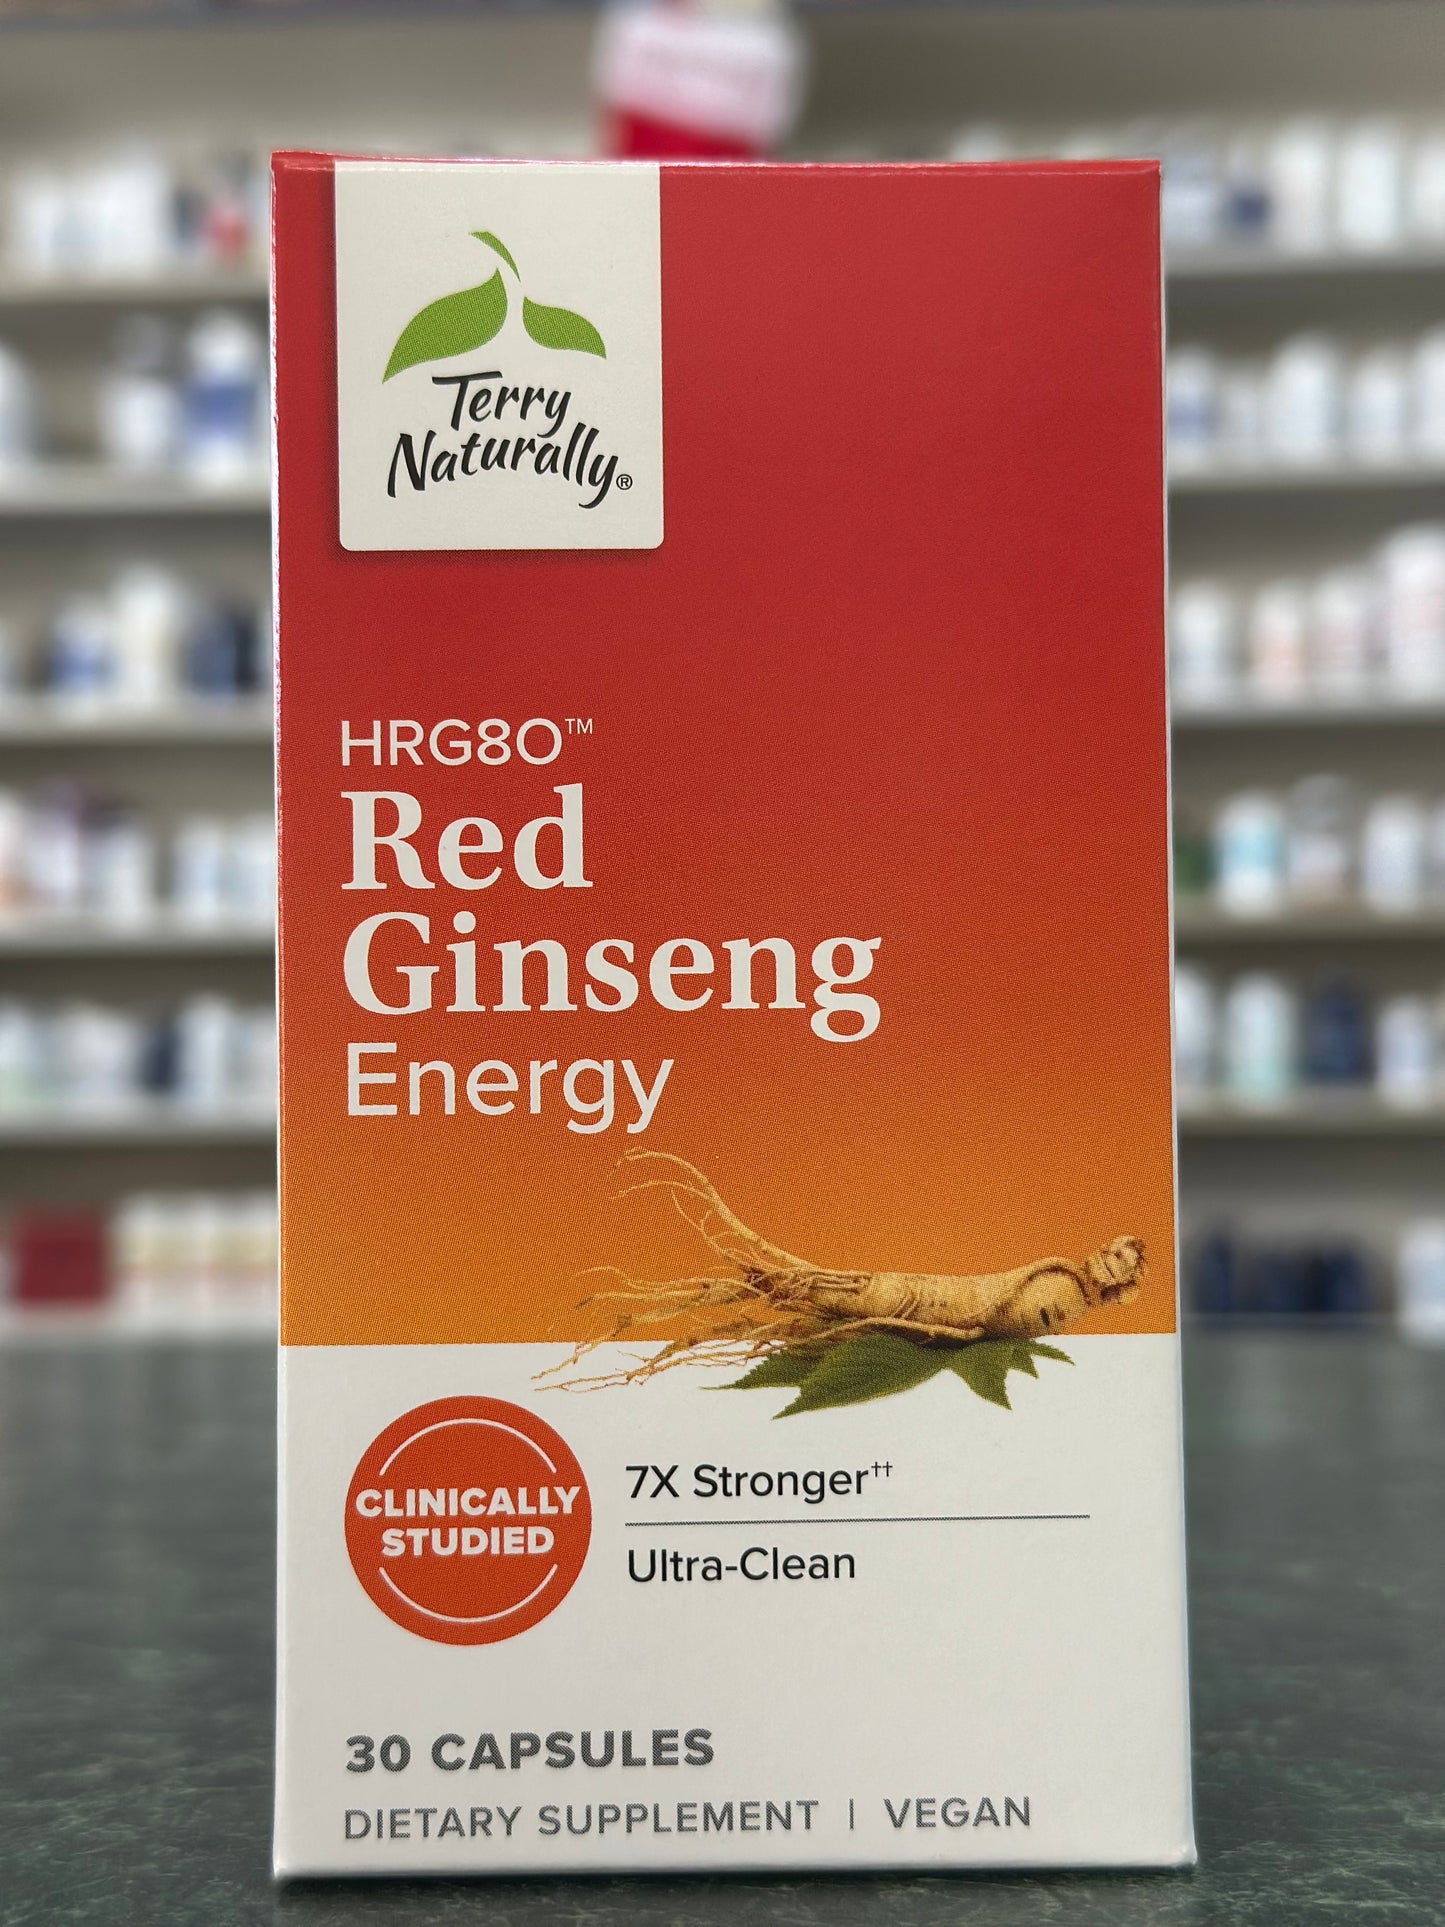 Terry
Naturally®
HRG80™
Red
Ginseng
Energy
CLINICALLY
STUDIED
7X Stronger††
Ultra-Clean
30 CAPSULES
DIETARY SUPPLEMENT | VEGAN